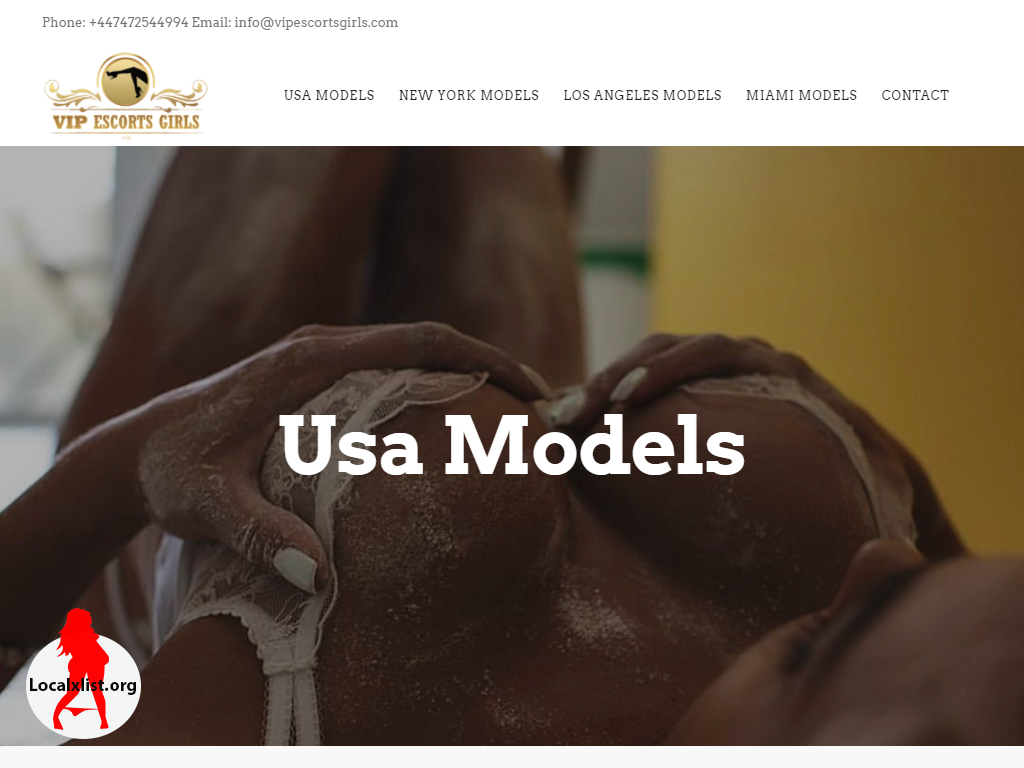 Phone: +447472544994 Email: info@vipescortsgirls.com
VIP ESCORTS GIRLS
USA MODELS NEW YORK MODELS LOS ANGELES MODELS MIAMI MODELS CONTACT
Usa Models
Localxlist.org